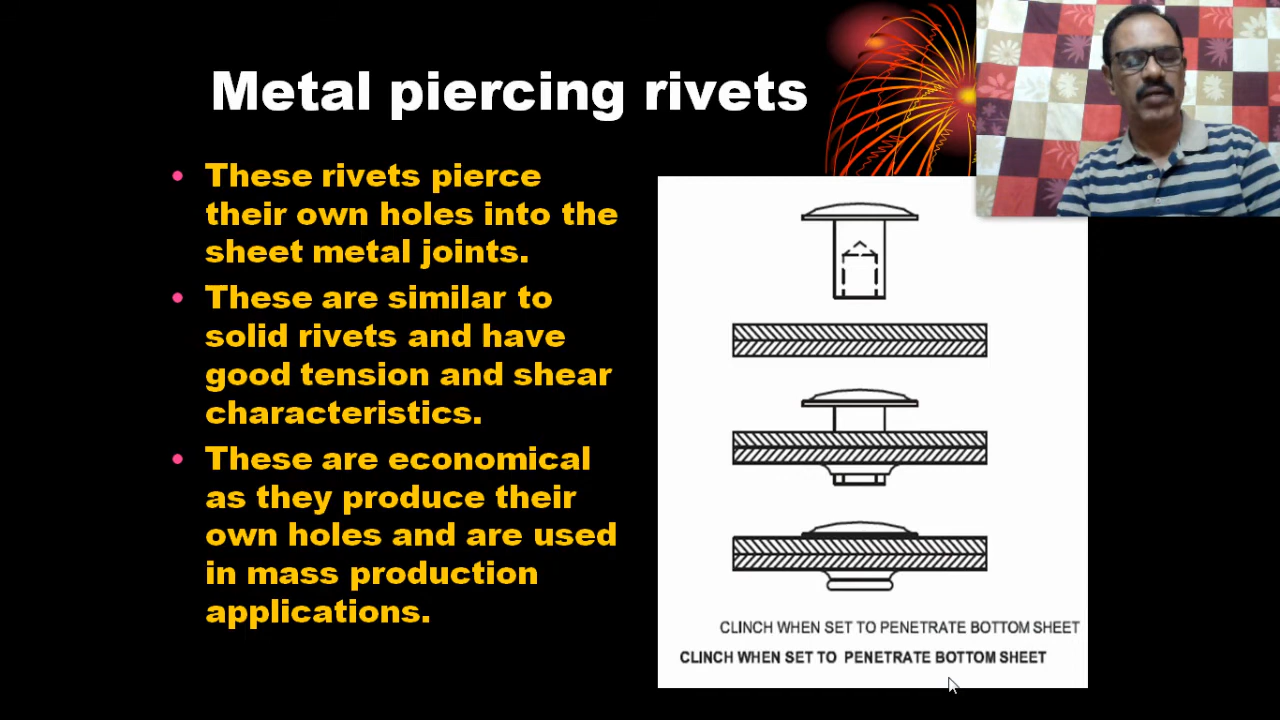 Metal piercing rivets
• These rivets pierce
their own holes into the
sheet metal joints.
• These are similar to
solid rivets and have
good tension and shear
characteristics.
• These are economical
as they produce their
own holes and are used
in mass production
applications.
CLINCH WHEN SET TO PENETRATE BOTTOM SHEET
CLINCH WHEN SET TO PENETRATE BOTTOM SHEET